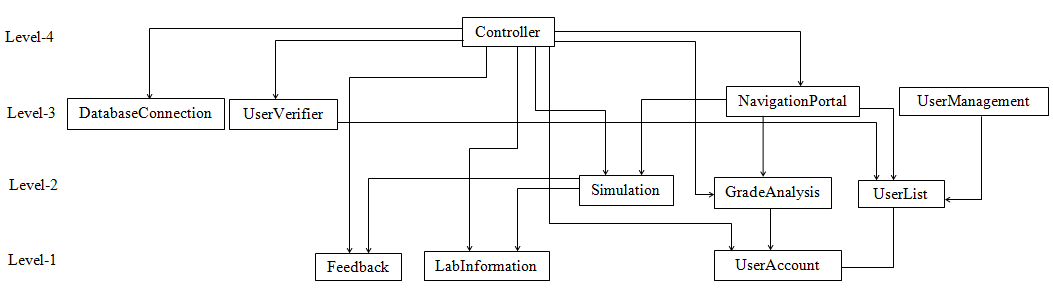 Level-4
Controller
Level-3
DatabaseConnection
UserVerifier
NavigationPortal
UserManagement
Level-2
Simulation
GradeAnalysis
UserList
Level-1
Feedback
LabInformation
UserAccount